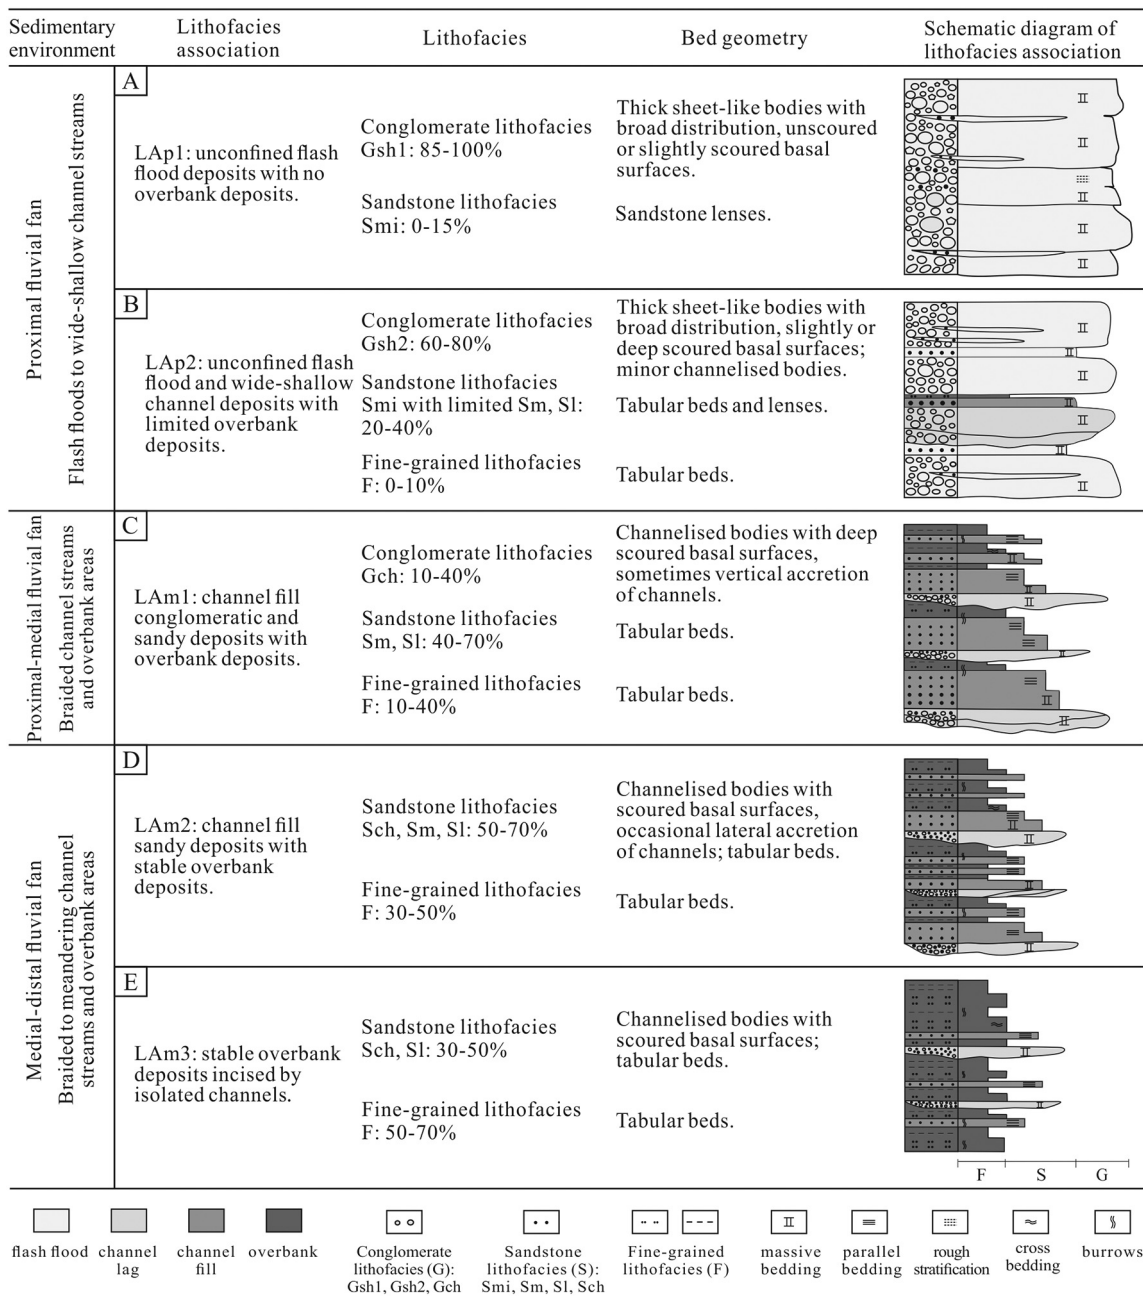 Sedimentary
environment
Lithofacies
association
Lithofacies
Bed geometry
Schematic diagram of
lithofacies association
Proximal fluvial fan
Flash floods to wide-shallow channel streams
A
LAp1: unconfined flash
flood deposits with no
overbank deposits.
Conglomerate lithofacies
Gsh1: 85-100%
Sandstone lithofacies
Smi: 0-15%
Thick sheet-like bodies with
broad distribution, unscoured
or slightly scoured basal
surfaces.
Sandstone lenses.
B
LAp2: unconfined flash
flood and wide-shallow
channel deposits with
limited overbank
deposits.
Conglomerate lithofacies
Gsh2: 60-80%
Sandstone lithofacies
Smi with limited Sm, Sl:
20-40%
Fine-grained lithofacies
F: 0-10%
Thick sheet-like bodies with
broad distribution, slightly or
deep scoured basal surfaces;
minor channelised bodies.
Tabular beds and lenses.
Tabular beds.
Proximal-medial fluvial fan
Braided channel streams
and overbank areas
C
LAm1: channel fill
conglomeratic and
sandy deposits with
overbank deposits.
Conglomerate lithofacies
Gch: 10-40%
Sandstone lithofacies
Sm, Sl: 40-70%
Fine-grained lithofacies
F: 10-40%
Channelised bodies with deep
scoured basal surfaces,
sometimes vertical accretion
of channels.
Tabular beds.
Tabular beds.
Medial-distal fluvial fan
Braided to meandering channel
streams and overbank areas
D
LAm2: channel fill
sandy deposits with
stable overbank
deposits.
Sandstone lithofacies
Sch, Sm, Sl: 50-70%
Fine-grained lithofacies
F: 30-50%
Channelised bodies with
scoured basal surfaces,
occasional lateral accretion
of channels; tabular beds.
Tabular beds.
E
LAm3: stable overbank
deposits incised by
isolated channels.
Sandstone lithofacies
Sch, Sl: 30-50%
Fine-grained lithofacies
F: 50-70%
Channelised bodies with
scoured basal surfaces;
tabular beds.
Tabular beds.
F S G
flash flood
channel
lag
channel
fill
overbank
Conglomerate
lithofacies (G):
Gsh1, Gsh2, Gch
Sandstone
lithofacies (S):
Smi, Sm, Sl, Sch
Fine-grained
lithofacies (F)
massive
bedding
parallel
bedding
rough
stratification
cross
bedding
burrows